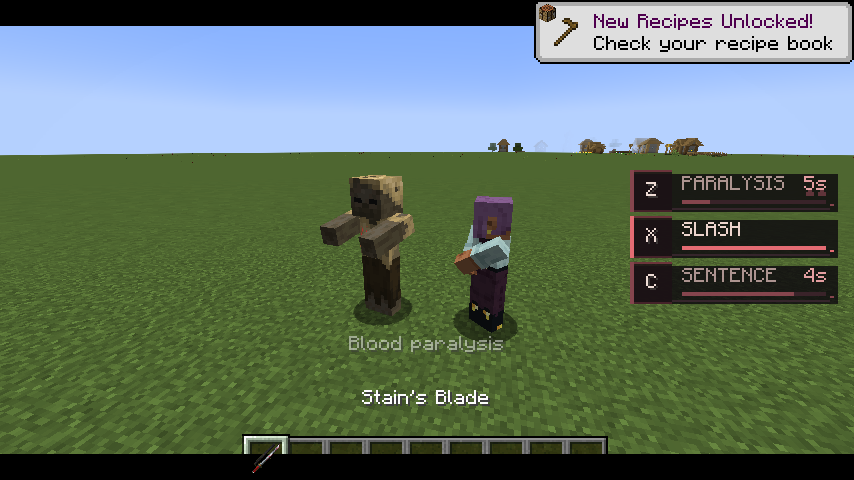 New Recipes Unlocked!
Check your recipe book
Z PARALYSIS 5s
X SLASH
C SENTENCE 4s
Blood paralysis
Stain's Blade